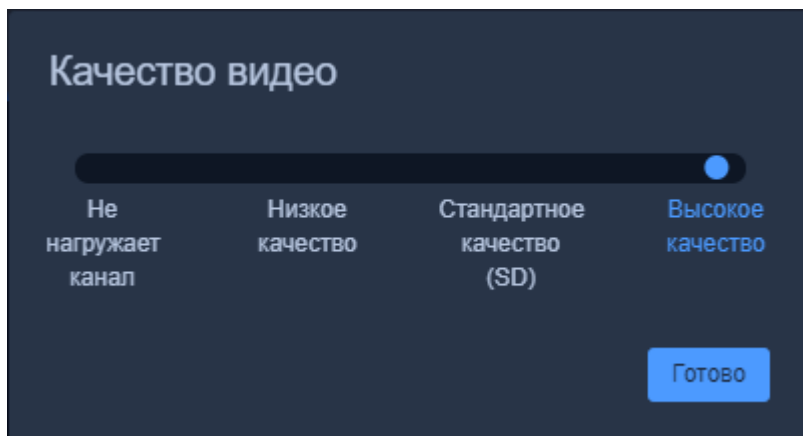 Качество видео
Не нагружает канал
Низкое качество
Стандартное качество (SD)
Высокое качество
Готово